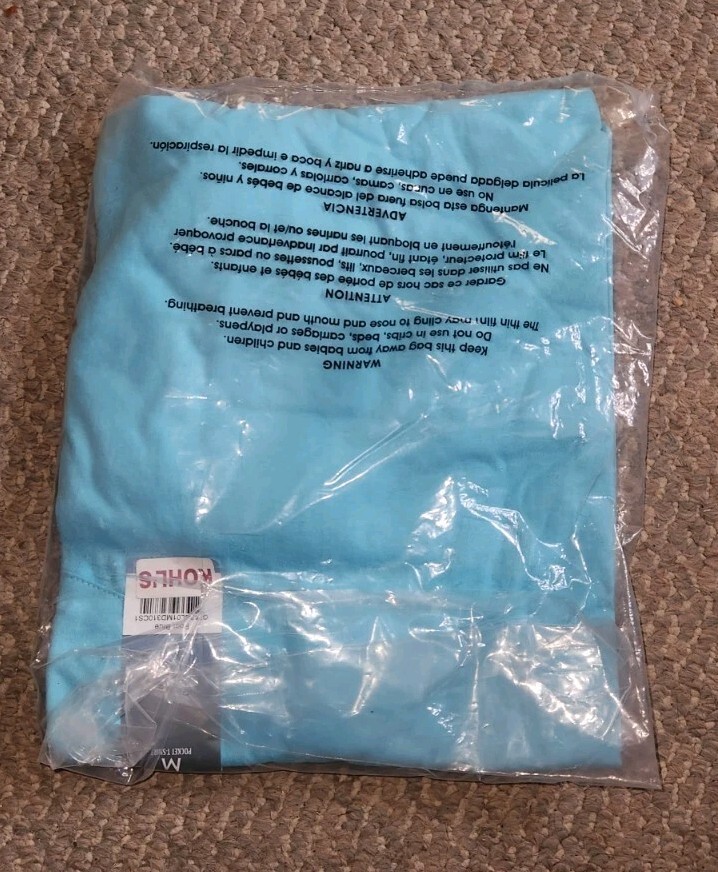 WARNING
Keep this bag away from babies and children.
Do not use in cribs, beds, carriages or playpens.
The thin film may cling to nose and mouth and prevent breathing.
ATTENTION
Garder ce sac hors de portée des bébés et enfants.
Ne pas utiliser dans les berceaux, lits, poussettes ou parcs à bébé.
Le film protecteur, étant fin, pourrait par inadvertance provoquer
l'étouffement en bloquant les narines ou/et la bouche.
ADVERTENCIA
Mantenga esta bolsa fuera del alcance de bebés y niños.
No use en cunas, camas, carriolas y corrales.
La película delgada puede adherirse a nariz y boca e impedir la respiración.
M
POCKET T-SHIRT
KOHL'S